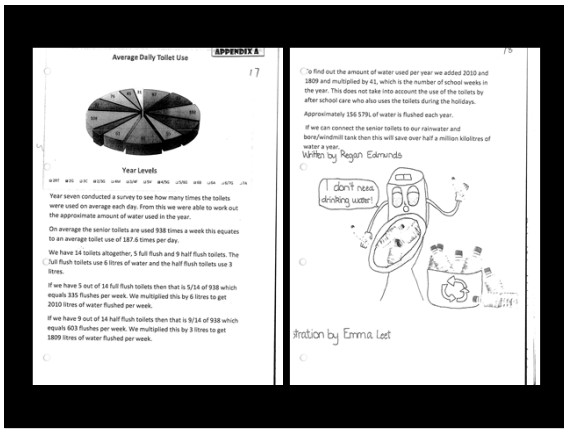 APPENDIX A
Average Daily Toilet Use
17
Year Levels
Year seven conducted a survey to see how many times the toilets
were used on average each day. From this we were able to work out
the approximate amount of water used in the year.
On average the senior toilets are used 938 times a week this equates
to an average toilet use of 187.6 times per day.
We have 14 toilets altogether, 5 full flush and 9 half flush toilets. The
full flush toilets use 6 litres of water and the half flush toilets use 3
litres.
If we have 5 out of 14 full flush toilets then that is 5/14 of 938 which
equals 335 flushes per week. We multiplied this by 6 litres to get
2010 litres of water flushed per week.
If we have 9 out of 14 half flush toilets then that is 9/14 of 938 which
equals 603 flushes per week. We multiplied this by 3 litres to get
1809 litres of water flushed per week.
To find out the amount of water used per year we added 2010 and
1809 and multiplied by 41, which is the number of school weeks in
the year. This does not take into account the use of the toilets by
after school care who also uses the toilets during the holidays.
Approximately 156 579L of water is flushed each year.
If we can connect the senior toilets to our rainwater and
bore/windmill tank then this will save over half a million kilolitres of
water a year.
Written by Regan Edmunds
I don't need
drinking water!
stration by Emma Leet